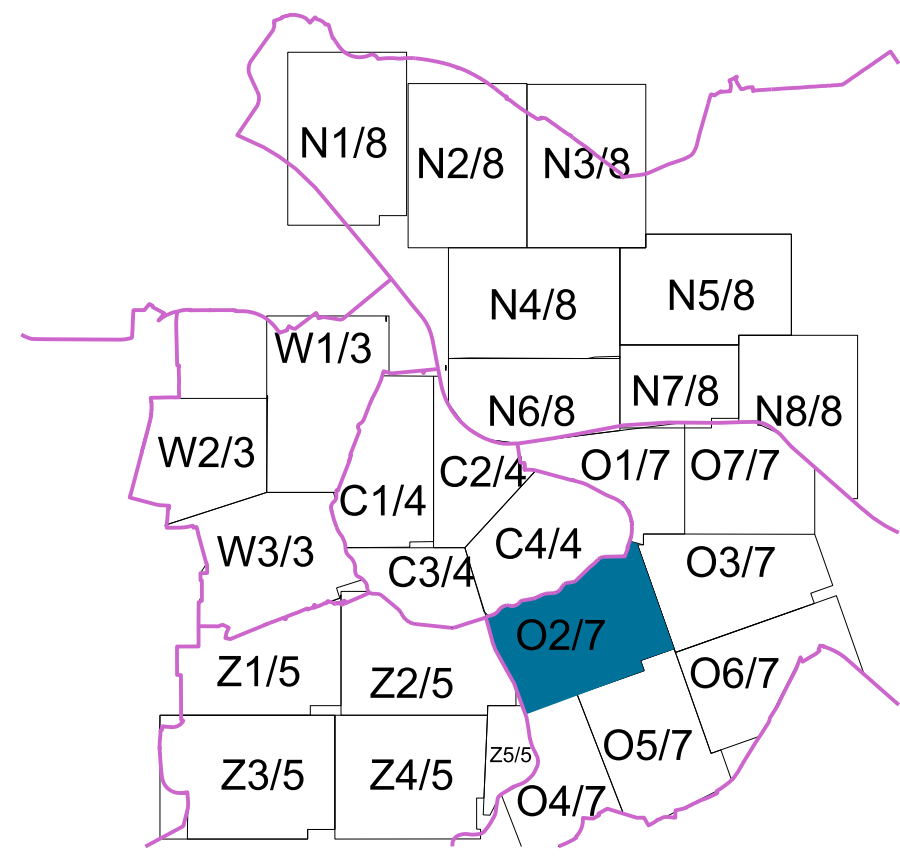 N1/8
N2/8
N3/8
N4/8
N5/8
W1/3
N6/8
N7/8
N8/8
W2/3
C1/4
C2/4
O1/7
O7/7
W3/3
C3/4
C4/4
O3/7
Z1/5
Z2/5
O2/7
O6/7
Z3/5
Z4/5
Z5/5
O5/7
O4/7